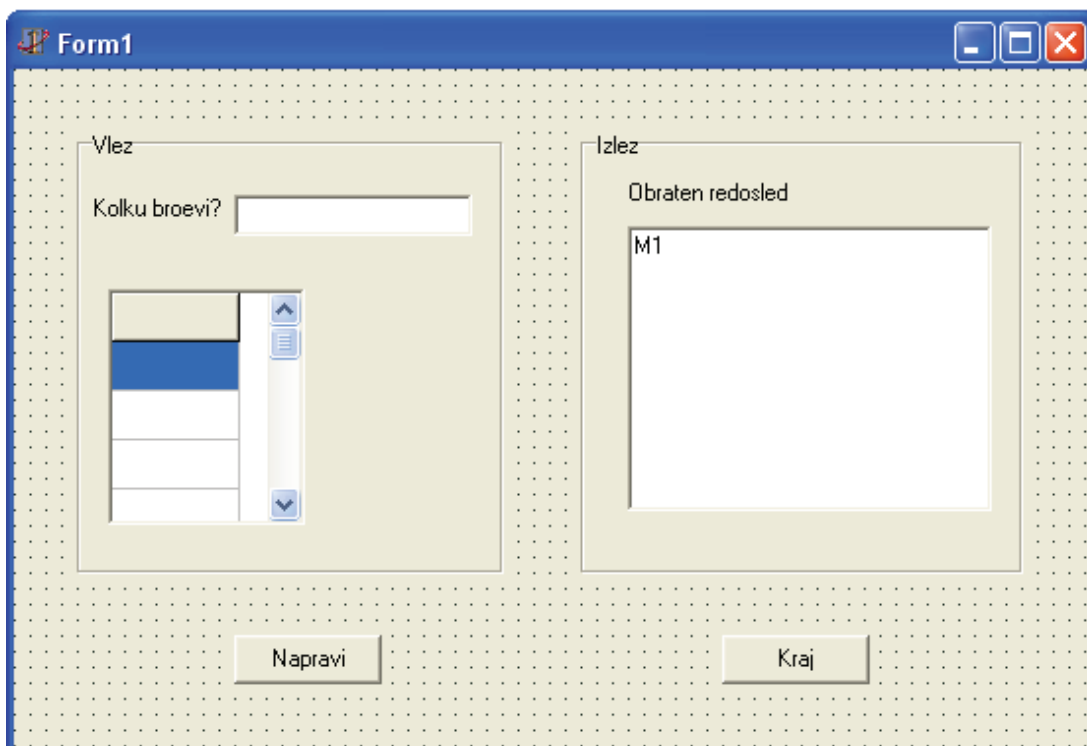 Form1
Vlez
Kolku broevi?
Izlez
Obraten redosled
M1
Napravi
Kraj